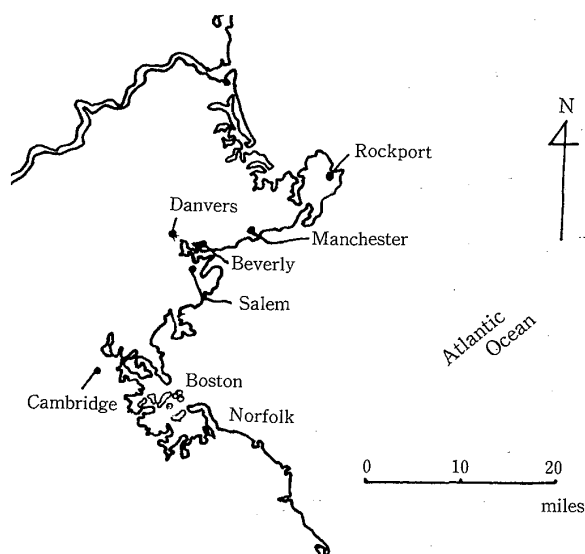 N
Rockport
Danvers
Manchester
Beverly
Salem
Atlantic
Ocean
Boston
Cambridge
Norfolk
0 10 20
miles